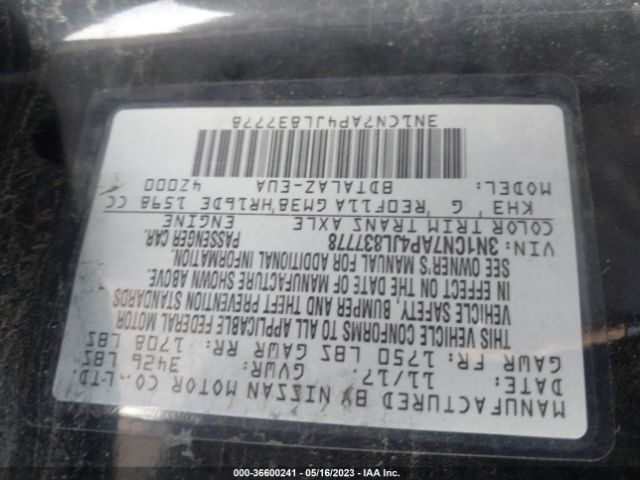 MANUFACTURED BY NISSAN MOTOR CO., LTD.
DATE: 11/17. GVWR: 3426 LBS
GAWR FR: 1750 LBS GAWR RR: 1708 LBS
THIS VEHICLE CONFORMS TO ALL APPLICABLE FEDERAL MOTOR
VEHICLE SAFETY, BUMPER AND THEFT PREVENTION STANDARDS
IN EFFECT ON THE DATE OF MANUFACTURE SHOWN ABOVE.
SEE OWNER'S MANUAL FOR ADDITIONAL INFORMATION.
VIN: 3N1CN7AP4JL837778 PASSENGER CAR.
COLOR TRIM TRANS AXLE ENGINE
KH3 G RE0F11A GM38 HR16DE 1598 CC
MODEL: BDTALAZ-EUA 4Z000
3N1CN7AP4JL837778
000-36600241 - 05/16/2023 - IAA Inc.